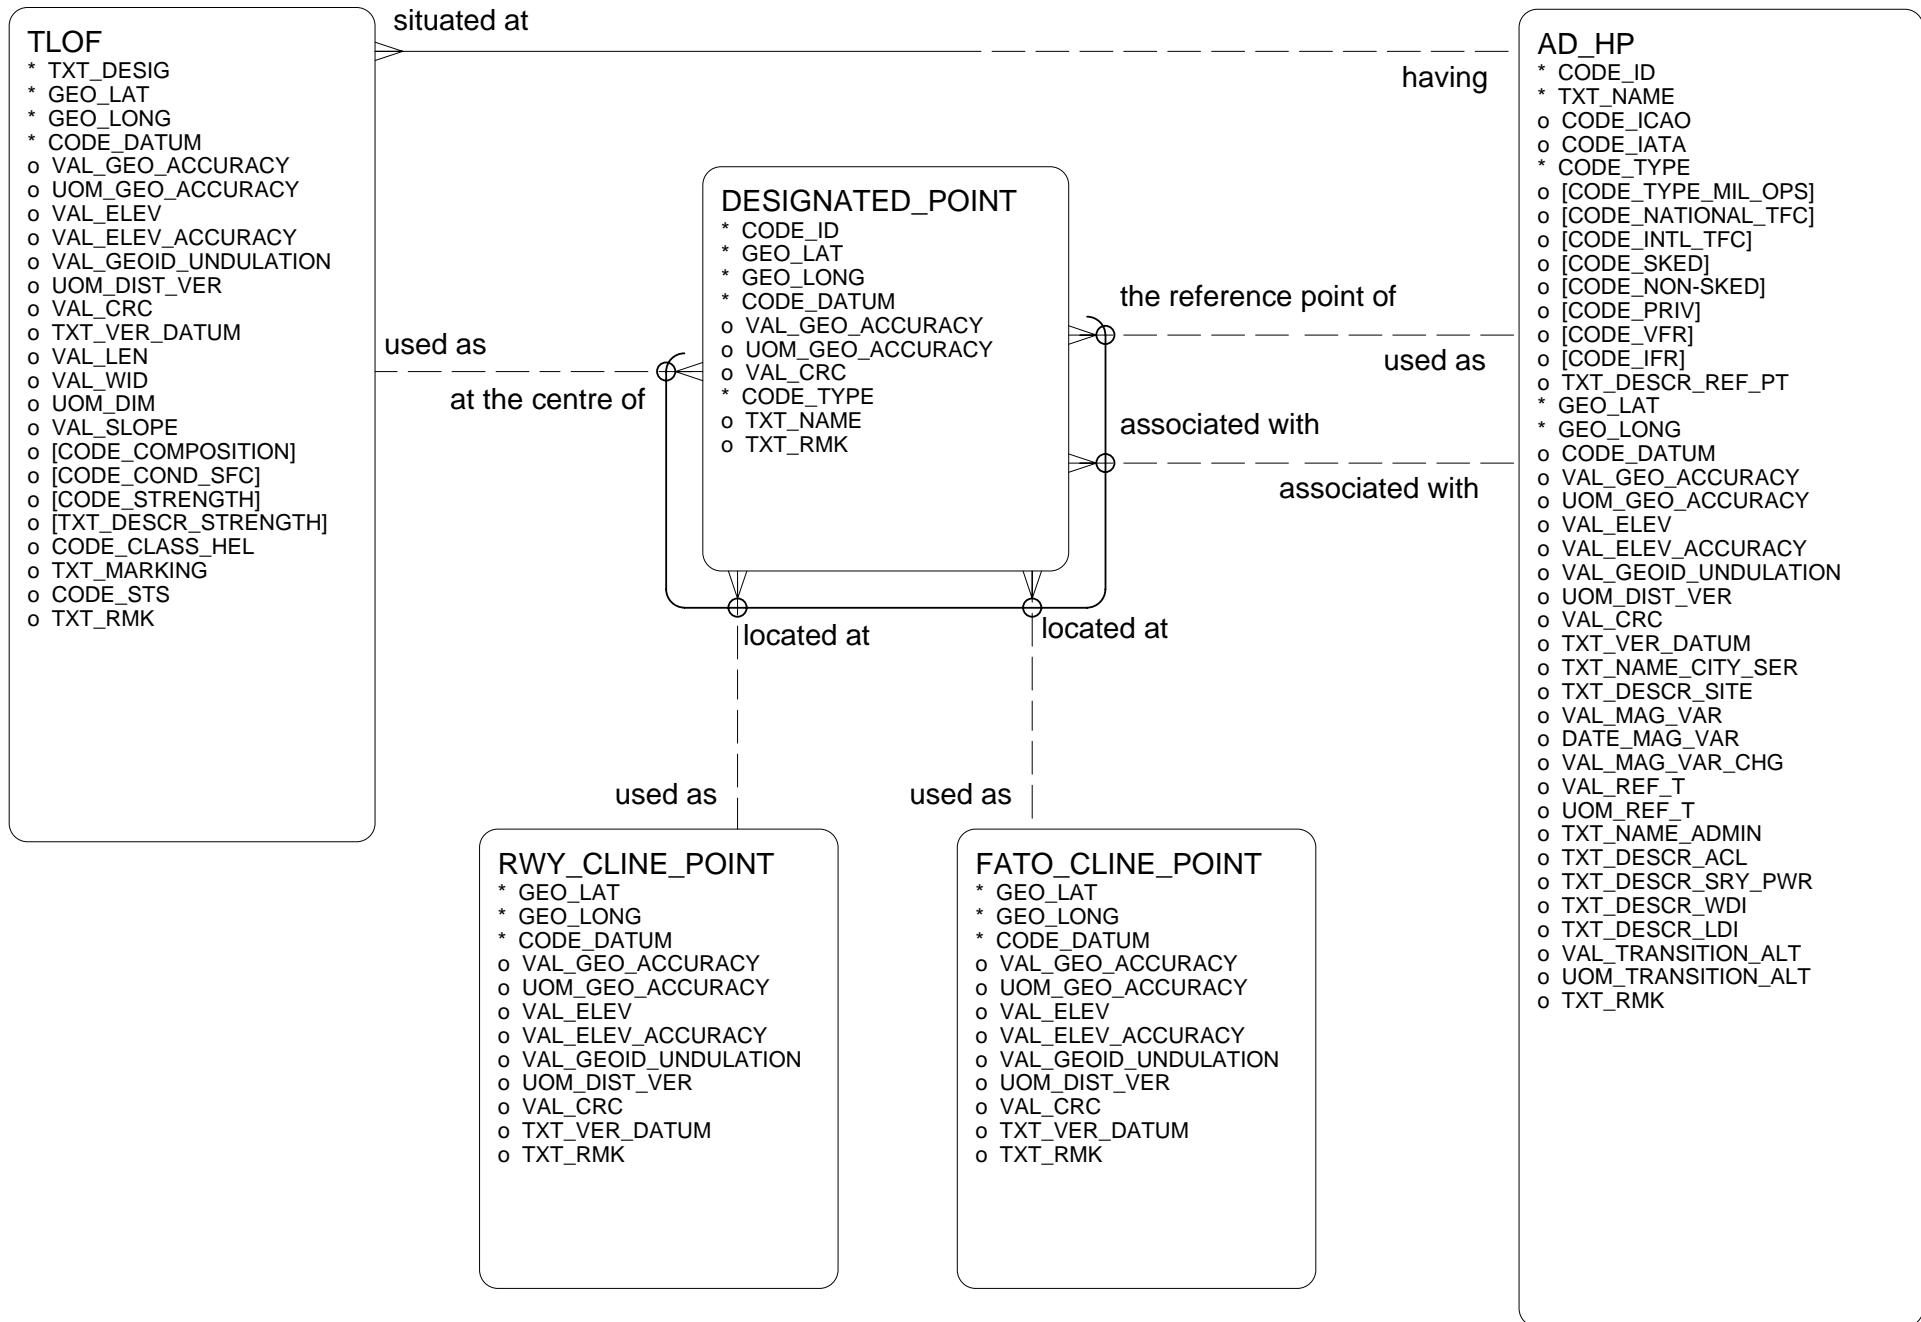 situated at
having
TLOF
* TXT_DESIG
* GEO_LAT
* GEO_LONG
* CODE_DATUM
o VAL_GEO_ACCURACY
o UOM_GEO_ACCURACY
o VAL_ELEV
o VAL_ELEV_ACCURACY
o VAL_GEOID_UNDULATION
o UOM_DIST_VER
o VAL_CRC
o TXT_VER_DATUM
o VAL_LEN
o VAL_WID
o UOM_DIM
o VAL_SLOPE
o [CODE_COMPOSITION]
o [CODE_COND_SFC]
o [CODE_STRENGTH]
o [TXT_DESCR_STRENGTH]
o CODE_CLASS_HEL
o TXT_MARKING
o CODE_STS
o TXT_RMK
used as
at the centre of
DESIGNATED_POINT
* CODE_ID
* GEO_LAT
* GEO_LONG
* CODE_DATUM
o VAL_GEO_ACCURACY
o UOM_GEO_ACCURACY
o VAL_CRC
* CODE_TYPE
o TXT_NAME
o TXT_RMK
the reference point of
used as
associated with
associated with
located at
located at
used as
used as
AD_HP
* CODE_ID
* TXT_NAME
o CODE_ICAO
o CODE_IATA
* CODE_TYPE
o [CODE_TYPE_MIL_OPS]
o [CODE_NATIONAL_TFC]
o [CODE_INTL_TFC]
o [CODE_SKED]
o [CODE_NON-SKED]
o [CODE_PRIV]
o [CODE_VFR]
o [CODE_IFR]
o TXT_DESCR_REF_PT
* GEO_LAT
* GEO_LONG
o CODE_DATUM
o VAL_GEO_ACCURACY
o UOM_GEO_ACCURACY
o VAL_ELEV
o VAL_ELEV_ACCURACY
o VAL_GEOID_UNDULATION
o UOM_DIST_VER
o VAL_CRC
o TXT_VER_DATUM
o TXT_NAME_CITY_SER
o TXT_DESCR_SITE
o VAL_MAG_VAR
o DATE_MAG_VAR
o VAL_MAG_VAR_CHG
o VAL_REF_T
o UOM_REF_T
o TXT_NAME_ADMIN
o TXT_DESCR_ACL
o TXT_DESCR_SRY_PWR
o TXT_DESCR_WDI
o TXT_DESCR_LDI
o VAL_TRANSITION_ALT
o UOM_TRANSITION_ALT
o TXT_RMK
RWY_CLINE_POINT
* GEO_LAT
* GEO_LONG
* CODE_DATUM
o VAL_GEO_ACCURACY
o UOM_GEO_ACCURACY
o VAL_ELEV
o VAL_ELEV_ACCURACY
o VAL_GEOID_UNDULATION
o UOM_DIST_VER
o VAL_CRC
o TXT_VER_DATUM
o TXT_RMK
FATO_CLINE_POINT
* GEO_LAT
* GEO_LONG
* CODE_DATUM
o VAL_GEO_ACCURACY
o UOM_GEO_ACCURACY
o VAL_ELEV
o VAL_ELEV_ACCURACY
o VAL_GEOID_UNDULATION
o UOM_DIST_VER
o VAL_CRC
o TXT_VER_DATUM
o TXT_RMK